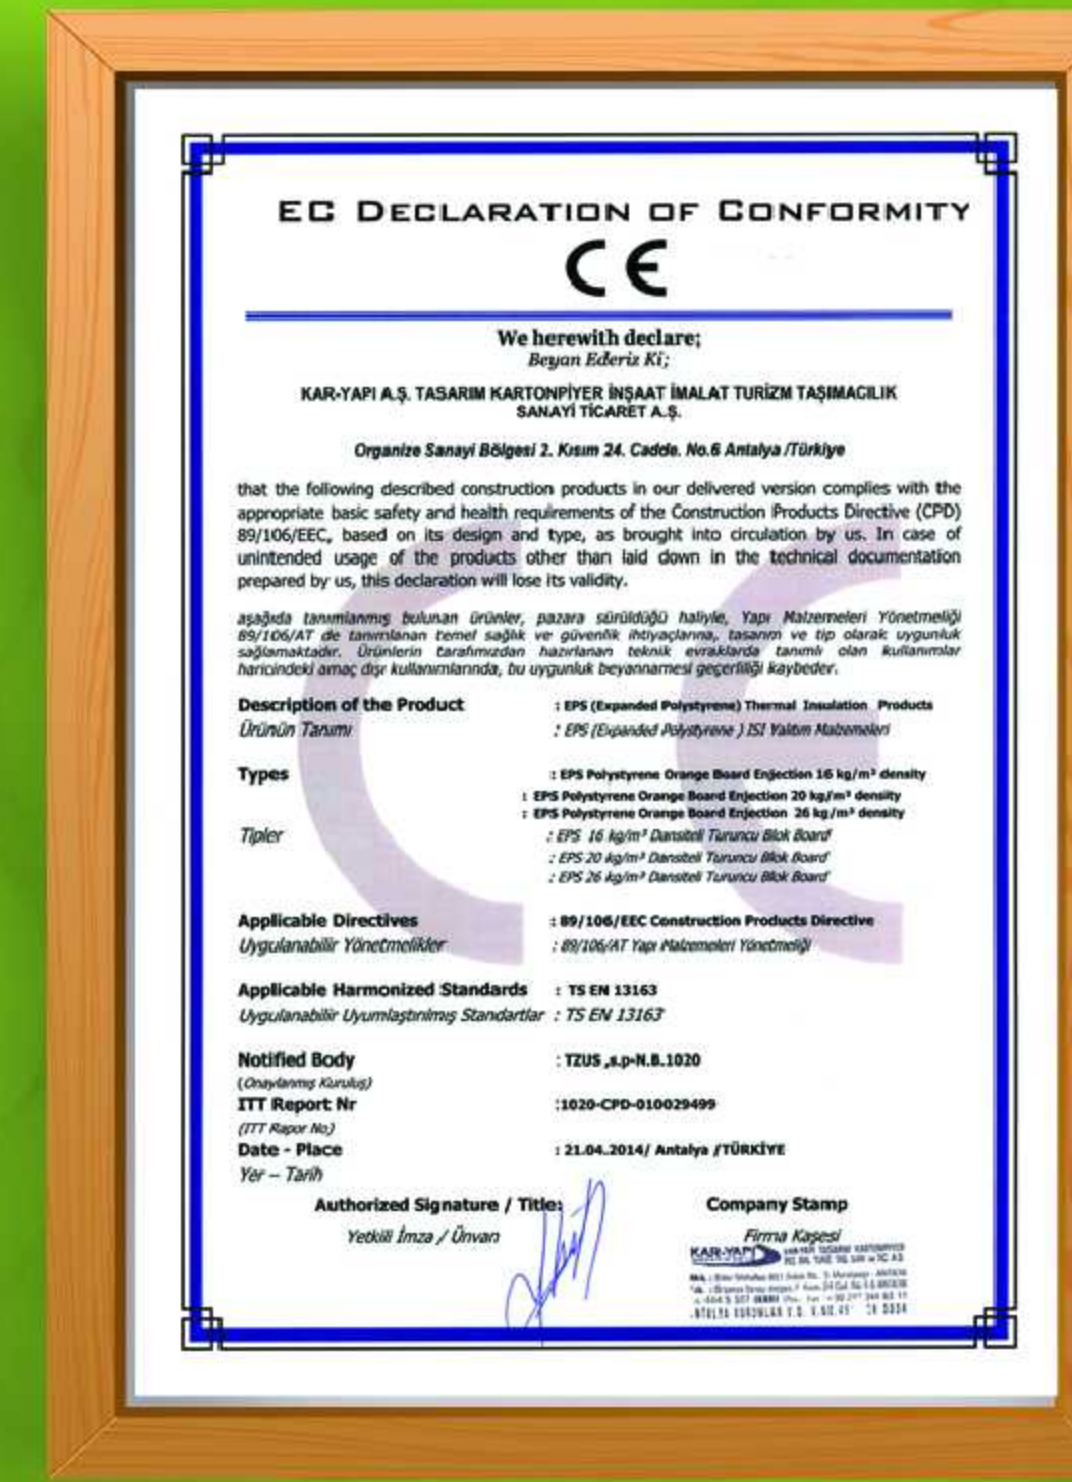 EC DECLARATION OF CONFORMITY
CE
We herewith declare;
Beyan Ederiz Ki;
KAR-YAPI A.Ş. TASARIM KARTONPİYER İNŞAAT İMALAT TURİZM TAŞIMACILIK
SANAYİ TİCARET A.Ş.
Organize Sanayi Bölgesi 2. Kısım 24. Cadde. No.6 Antalya /Türkiye
that the following described construction products in our delivered version complies with the
appropriate basic safety and health requirements of the Construction Products Directive (CPD)
89/106/EEC, based on its design and type, as brought into circulation by us. In case of
unintended usage of the products other than laid down in the technical documentation
prepared by us, this declaration will lose its validity.
aşağıda tanımlanmış bulunan ürünler, pazara sürüldüğü haliyle, Yapı Malzemeleri Yönetmeliği
89/106/AT de tanımlanan temel sağlık ve güvenlik ihtiyaçlarına, tasarım ve tip olarak uygunluk
sağlamaktadır. Ürünlerin tarafımızdan hazırlanan teknik evraklarda tanımlı olan kullanımlar
haricindeki amaç dışı kullanımlarında, bu uygunluk beyannamesi geçerliliği kaybeder.
Description of the Product : EPS (Expanded Polystyrene) Thermal Insulation Products
Ürünün Tanımı : EPS (Expanded Polystyrene ) ISI Yalıtım Malzemeleri
Types : EPS Polystyrene Orange Board Enjection 16 kg/m³ density
: EPS Polystyrene Orange Board Enjection 20 kg/m³ density
: EPS Polystyrene Orange Board Enjection 26 kg/m³ density
Tipler : EPS 16 kg/m³ Dansiteli Turuncu Blok Board
: EPS 20 kg/m³ Dansiteli Turuncu Blok Board
: EPS 26 kg/m³ Dansiteli Turuncu Blok Board
Applicable Directives : 89/106/EEC Construction Products Directive
Uygulanabilir Yönetmelikler : 89/106/AT Yapı Malzemeleri Yönetmeliği
Applicable Harmonized Standards : TS EN 13163
Uygulanabilir Uyumlaştırılmış Standartlar : TS EN 13163
Notified Body : TZUS ,s.p-N.B.1020
(Onaylanmış Kuruluş)
ITT Report Nr :1020-CPD-010029499
(ITT Rapor No)
Date - Place : 21.04.2014/ Antalya /TÜRKİYE
Yer – Tarih
Authorized Signature / Title: Company Stamp
Yetkili İmza / Ünvan Firma Kaşesi
KAR-YAPI